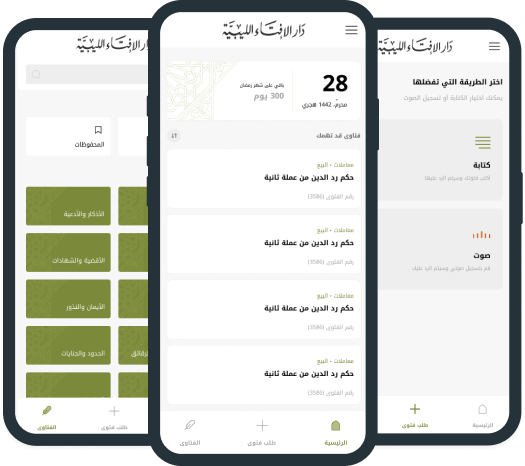 دار الإفتاء الليبية
28
محرم، 1442 هجري
باقي على شهر رمضان
300 يوم
فتاوى قد تهمك
معاملات • البيع
حكم رد الدين من عملة ثانية
رقم الفتوى (3586)
معاملات • البيع
حكم رد الدين من عملة ثانية
رقم الفتوى (3586)
معاملات • البيع
حكم رد الدين من عملة ثانية
رقم الفتوى (3586)
معاملات • البيع
حكم رد الدين من عملة ثانية
رقم الفتوى (3586)
الرئيسية
طلب فتوى
الفتاوى
دار الإفتاء الليبية
اختر الطريقة التي تفضلها
يمكنك اختيار الكتابة أو تسجيل الصوت
كتابة
اكتب فتواك وسيتم الرد عليها
صوت
قم بتسجيل صوتي وسيتم الرد عليك
الرئيسية
طلب فتوى
دار الإفتاء الليبية
المحفوظات
الأذكار والأدعية
الأقضية والشهادات
الأيمان والنذور
الحدود والجنايات
طلب فتوى
الفتاوى